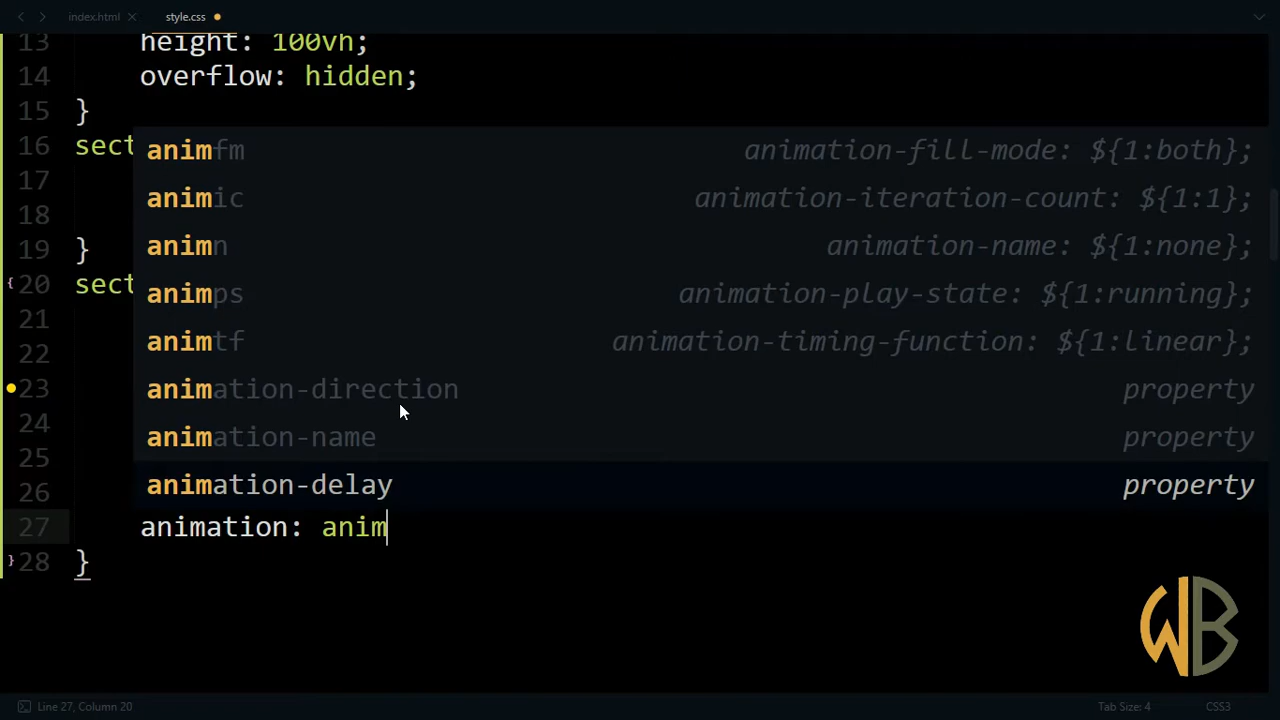 index.html
style.css
13 height: 100vh;
14 overflow: hidden;
15 }
16 sect
animfm animation-fill-mode: ${1:both};
17
animic animation-iteration-count: ${1:1};
18
19 }
animn animation-name: ${1:none};
{ 20 sect
animps animation-play-state: ${1:running};
21
22
animtf animation-timing-function: ${1:linear};
23
animation-direction property
24
animation-name property
25
26
animation-delay property
27 animation: anim
} 28 }
WB
Line 27, Column 20
Tab Size: 4
CSS3